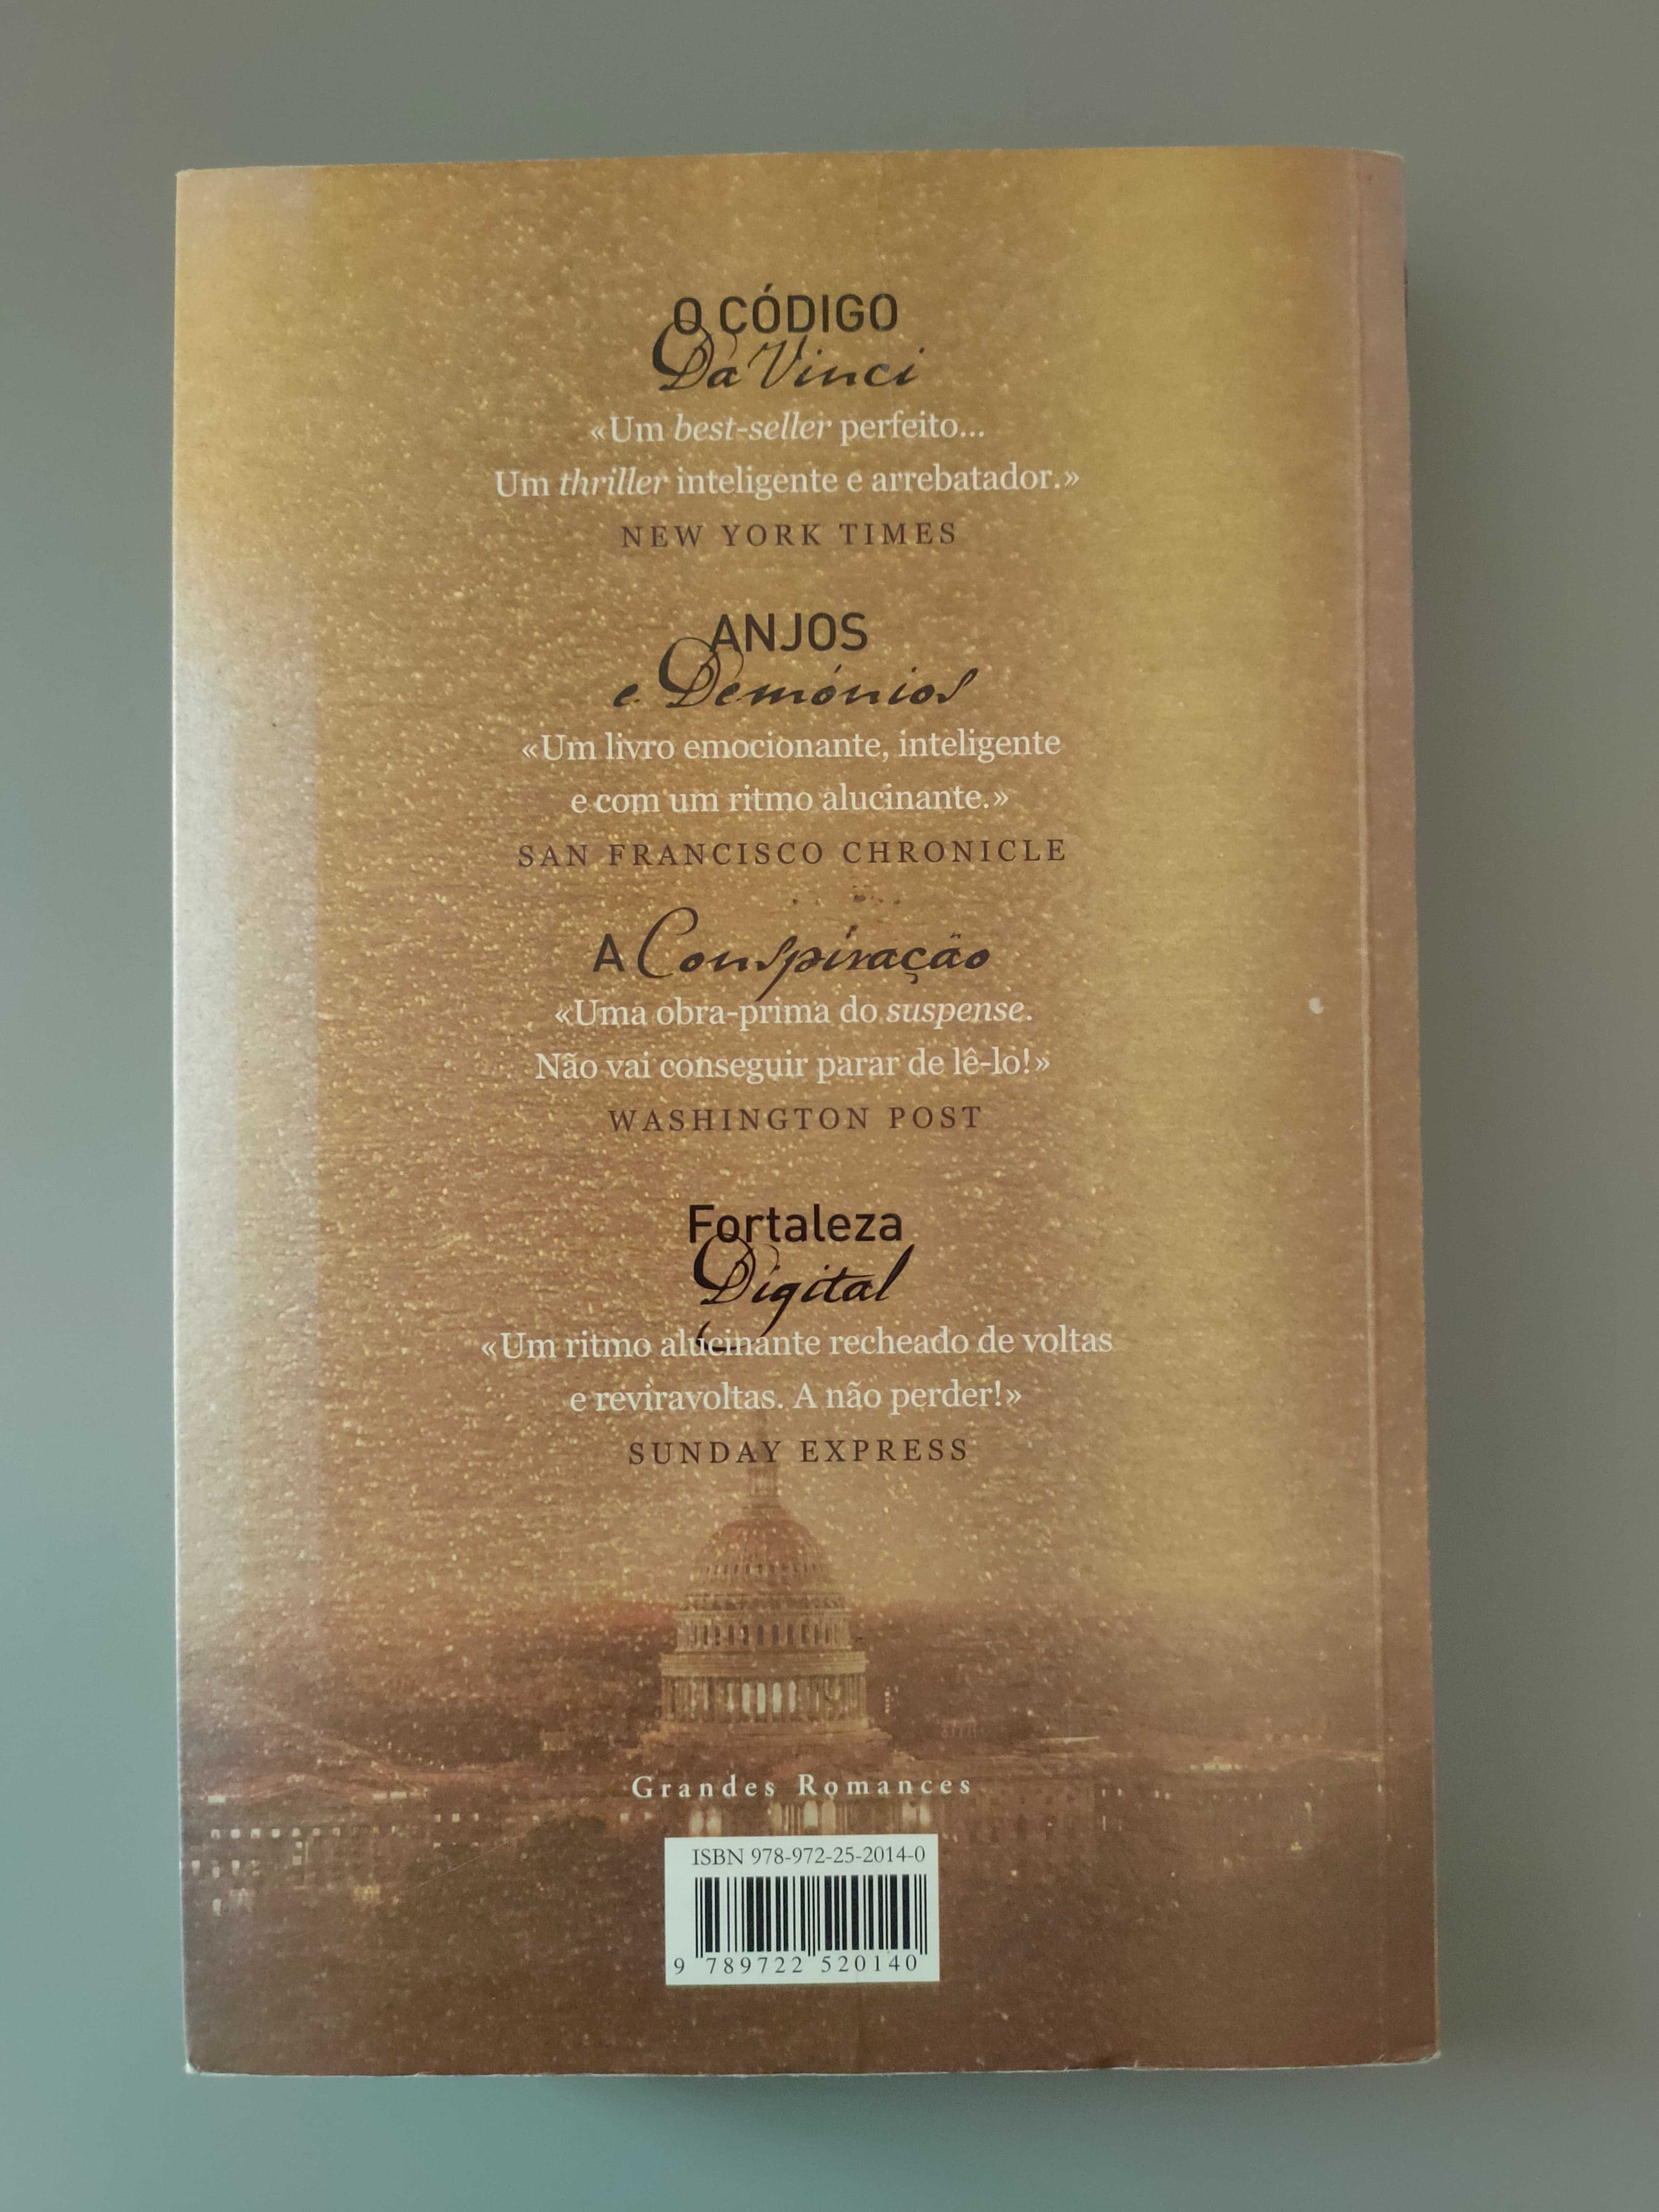 O CÓDIGO
Da Vinci
«Um best-seller perfeito...
Um thriller inteligente e arrebatador.»
NEW YORK TIMES
ANJOS
e Demónios
«Um livro emocionante, inteligente
e com um ritmo alucinante.»
SAN FRANCISCO CHRONICLE
A Conspiração
«Uma obra-prima do suspense.
Não vai conseguir parar de lê-lo!»
WASHINGTON POST
Fortaleza
Digital
«Um ritmo alucinante recheado de voltas
e reviravoltas. A não perder!»
SUNDAY EXPRESS
Grandes Romances
ISBN 978-972-25-2014-0
9 789722 520140